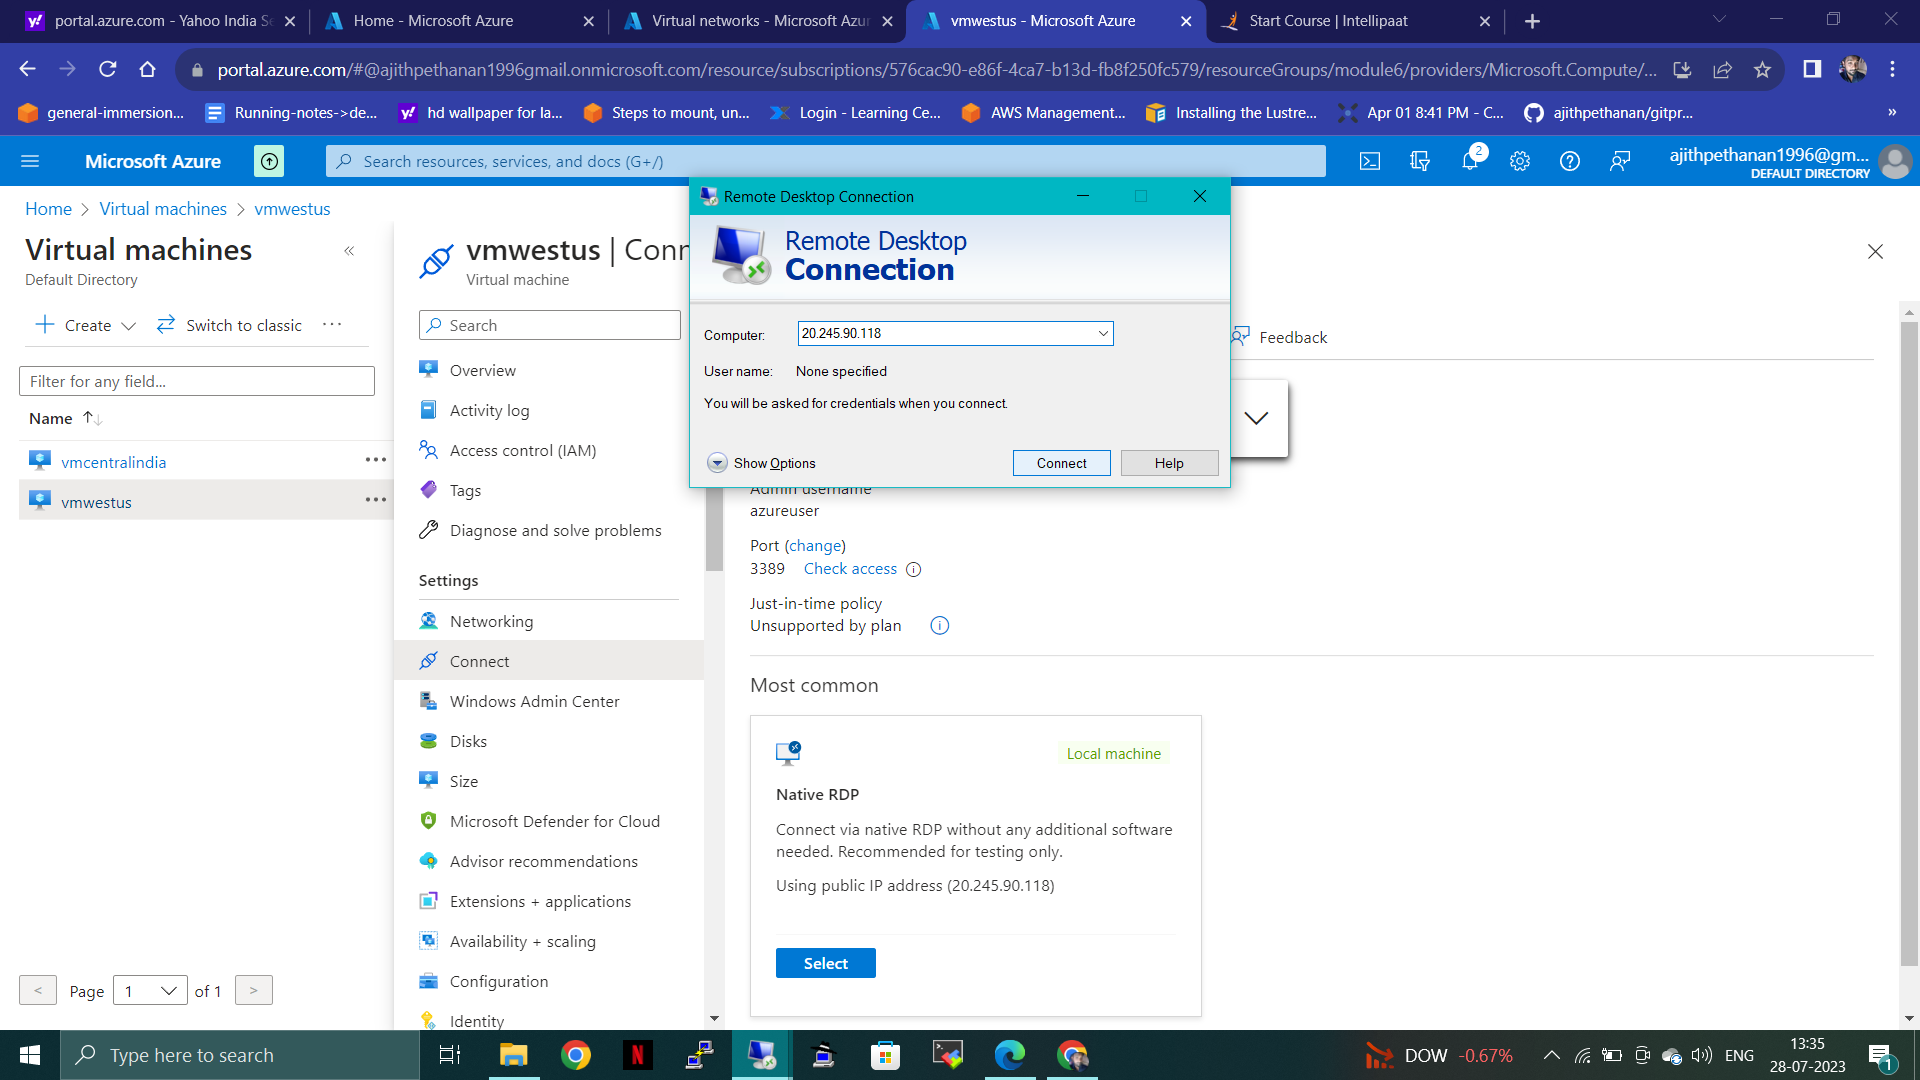 portal.azure.com - Yahoo India Se
Home - Microsoft Azure
Virtual networks - Microsoft Azur
vmwestus - Microsoft Azure
Start Course | Intellipaat
portal.azure.com/#@ajithpethanan1996gmail.onmicrosoft.com/resource/subscriptions/576cac90-e86f-4ca7-b13d-fb8f250fc579/resourceGroups/module6/providers/Microsoft.Compute/...
general-immersion...
Running-notes->de...
hd wallpaper for la...
Steps to mount, un...
Login - Learning Ce...
AWS Management...
Installing the Lustre...
Apr 01 8:41 PM - C...
ajithpethanan/gitpr...
»
Microsoft Azure
Search resources, services, and docs (G+/)
2
ajithpethanan1996@gm...
DEFAULT DIRECTORY
Home > Virtual machines > vmwestus
Virtual machines
«
Default Directory
Create
Switch to classic
...
Filter for any field...
Name
vmcentralindia
...
vmwestus
...
< Page 1 of 1 >
vmwestus | Conn
Virtual machine
Search
Overview
Activity log
Access control (IAM)
Tags
Diagnose and solve problems
Settings
Networking
Connect
Windows Admin Center
Disks
Size
Microsoft Defender for Cloud
Advisor recommendations
Extensions + applications
Availability + scaling
Configuration
Identity
Remote Desktop Connection
Remote Desktop
Connection
Computer: 20.245.90.118
User name: None specified
You will be asked for credentials when you connect.
Show Options
Connect
Help
Feedback
Admin username
azureuser
Port (change)
3389 Check access
Just-in-time policy
Unsupported by plan
Most common
Local machine
Native RDP
Connect via native RDP without any additional software
needed. Recommended for testing only.
Using public IP address (20.245.90.118)
Select
Type here to search
DOW -0.67%
ENG
13:35
28-07-2023
1